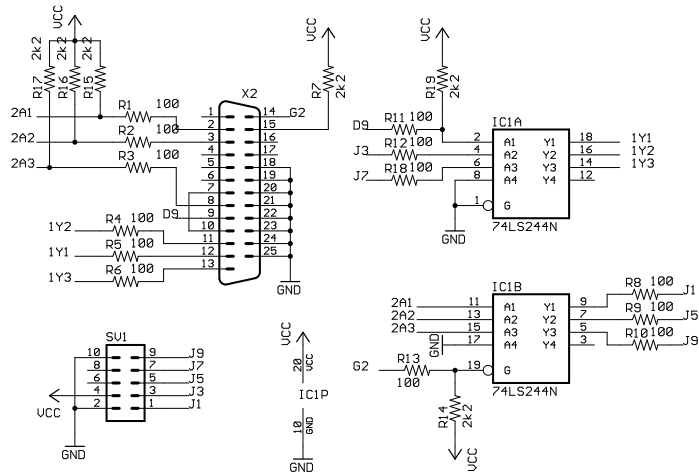 VCC
2k2 2k2 2k2
R17 R16 R15
2A1
2A2
2A3
R1 100
R2 100
R3 100
1Y2
1Y1
1Y3
R4 100
R5 100
R6 100
D9
X2
1
2
3
4
5
6
7
8
9
10
11
12
13
14
15
16
17
18
19
20
21
22
23
24
25
G2
GND
VCC
R7
2k2
VCC
R19
2k2
D9
J3
J7
R11 100
R12 100
R18 100
IC1A
2 A1 Y1 18 1Y1
4 A2 Y2 16 1Y2
6 A3 Y3 14 1Y3
8 A4 Y4 12
1 G
GND
74LS244N
IC1B
2A1 11 A1 Y1 9
2A2 13 A2 Y2 7
2A3 15 A3 Y3 5
GND 17 A4 Y4 3
19 G
74LS244N
R8 100 J1
R9 100 J5
R10 100 J9
G2
R13
100
R14
2k2
VCC
SV1
10 9 J9
8 7 J7
6 5 J5
4 3 J3
2 1 J1
VCC
GND
VCC
20 VCC
IC1P
10 GND
GND